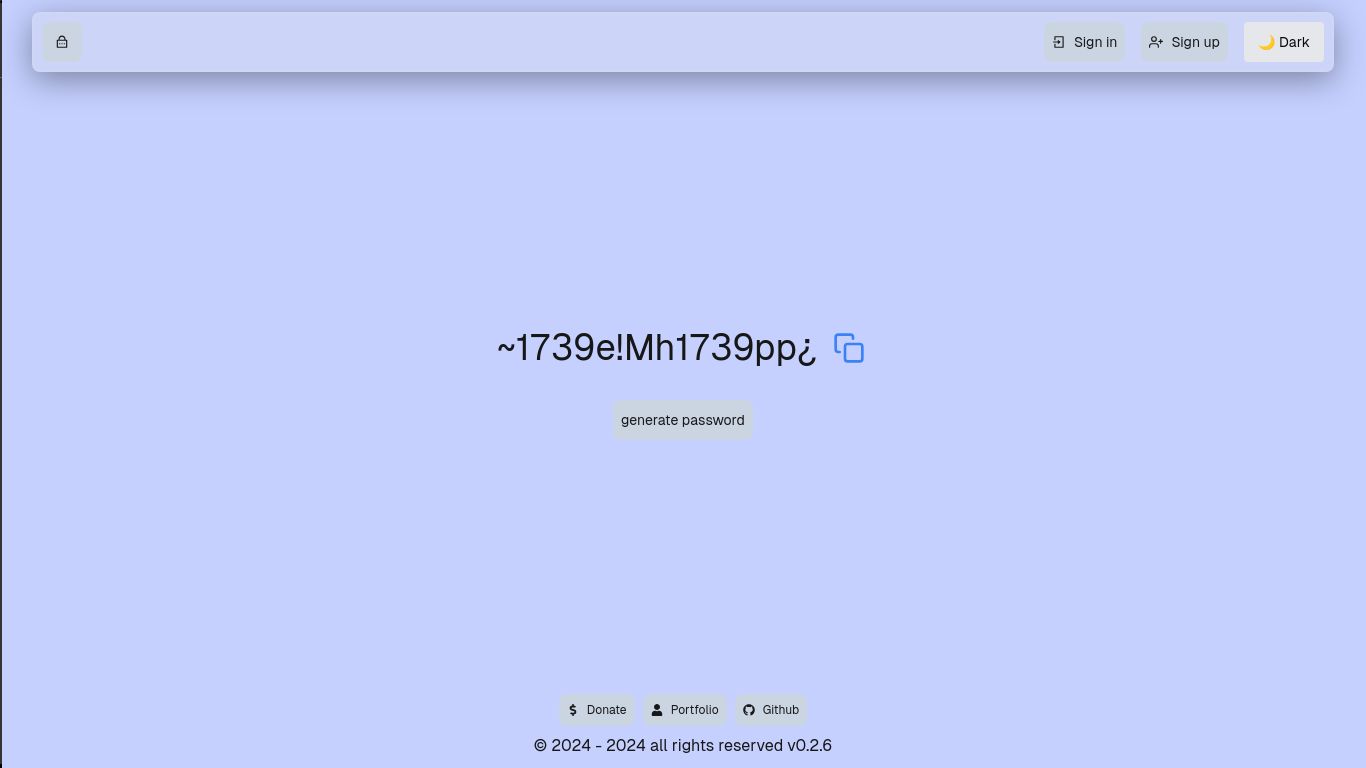 Sign in Sign up 🌙 Dark
~1739e!Mh1739pp¿
generate password
Donate Portfolio Github
© 2024 - 2024 all rights reserved v0.2.6